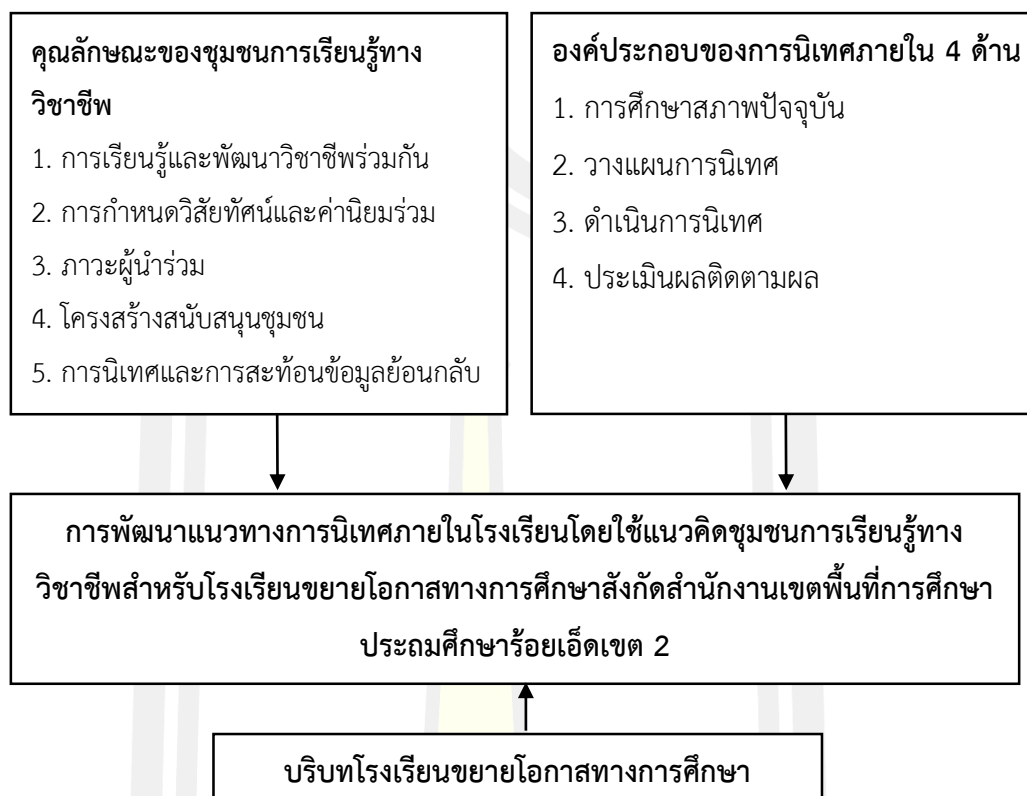 คุณลักษณะของชุมชนการเรียนรู้ทาง
วิชาชีพ
1. การเรียนรู้และพัฒนาวิชาชีพร่วมกัน
2. การกำหนดวิสัยทัศน์และค่านิยมร่วม
3. ภาวะผู้นำร่วม
4. โครงสร้างสนับสนุนชุมชน
5. การนิเทศและการสะท้อนข้อมูลย้อนกลับ
องค์ประกอบของการนิเทศภายใน 4 ด้าน
1. การศึกษาสภาพปัจจุบัน
2. วางแผนการนิเทศ
3. ดำเนินการนิเทศ
4. ประเมินผลติดตามผล
การพัฒนาแนวทางการนิเทศภายในโรงเรียนโดยใช้แนวคิดชุมชนการเรียนรู้ทาง
วิชาชีพสำหรับโรงเรียนขยายโอกาสทางการศึกษาสังกัดสำนักงานเขตพื้นที่การศึกษา
ประถมศึกษาร้อยเอ็ดเขต 2
บริบทโรงเรียนขยายโอกาสทางการศึกษา